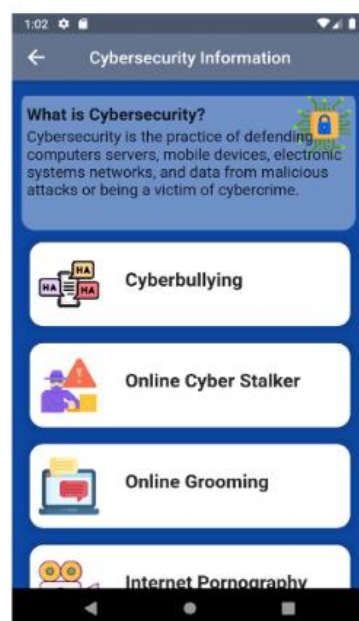 1:02
Cybersecurity Information
What is Cybersecurity?
Cybersecurity is the practice of defending
computers servers, mobile devices, electronic
systems networks, and data from malicious
attacks or being a victim of cybercrime.
HA
HA
HA
Cyberbullying
Online Cyber Stalker
Online Grooming
Internet Pornography